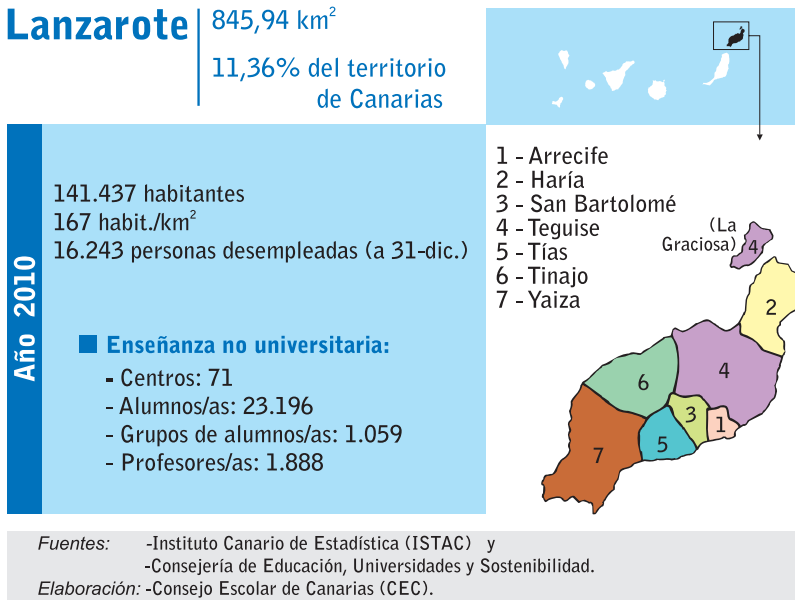 Lanzarote
845,94 km²
11,36% del territorio
de Canarias
Año 2010
141.437 habitantes
167 habit./km²
16.243 personas desempleadas (a 31-dic.)
Enseñanza no universitaria:
- Centros: 71
- Alumnos/as: 23.196
- Grupos de alumnos/as: 1.059
- Profesores/as: 1.888
1 - Arrecife
2 - Haría
3 - San Bartolomé
4 - Teguise
5 - Tías
6 - Tinajo
7 - Yaiza
(La
Graciosa)
4
2
4
6
3
1
5
7
Fuentes: -Instituto Canario de Estadística (ISTAC) y
-Consejería de Educación, Universidades y Sostenibilidad.
Elaboración: -Consejo Escolar de Canarias (CEC).